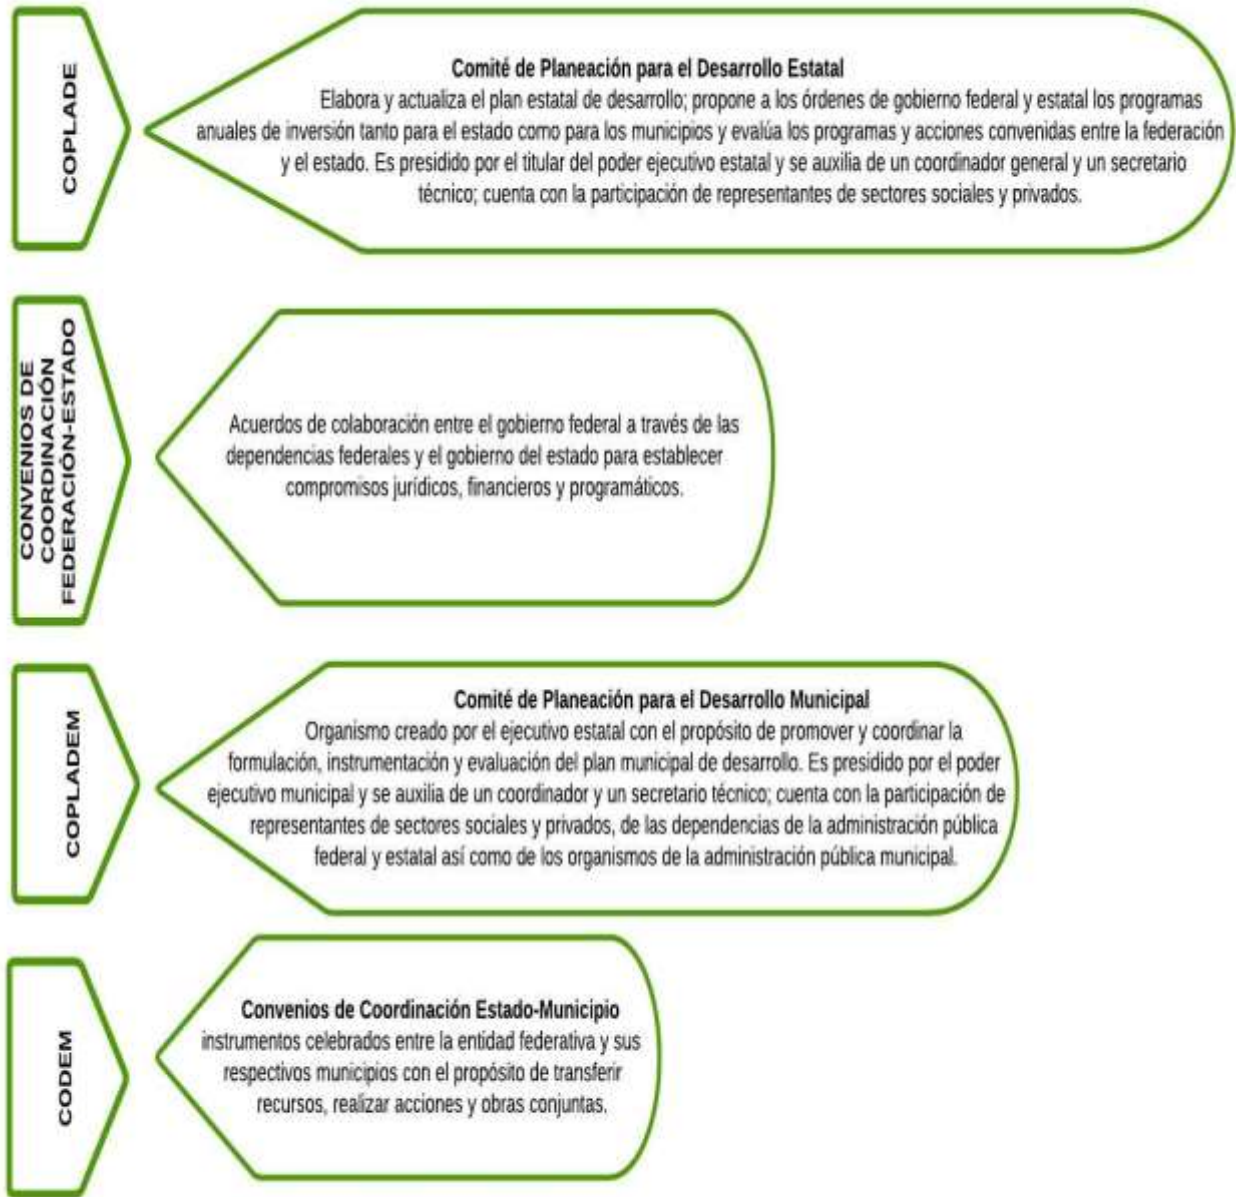 COPLADE
Comité de Planeación para el Desarrollo Estatal
Elabora y actualiza el plan estatal de desarrollo; propone a los órdenes de gobierno federal y estatal los programas
anuales de inversión tanto para el estado como para los municipios y evalúa los programas y acciones convenidas entre la federación
y el estado. Es presidido por el titular del poder ejecutivo estatal y se auxilia de un coordinador general y un secretario
técnico; cuenta con la participación de representantes de sectores sociales y privados.
CONVENIOS DE
COORDINACIÓN
FEDERACIÓN-ESTADO
Acuerdos de colaboración entre el gobierno federal a través de las
dependencias federales y el gobierno del estado para establecer
compromisos jurídicos, financieros y programáticos.
COPLADEM
Comité de Planeación para el Desarrollo Municipal
Organismo creado por el ejecutivo estatal con el propósito de promover y coordinar la
formulación, instrumentación y evaluación del plan municipal de desarrollo. Es presidido por el poder
ejecutivo municipal y se auxilia de un coordinador y un secretario técnico; cuenta con la participación de
representantes de sectores sociales y privados, de las dependencias de la administración pública
federal y estatal así como de los organismos de la administración pública municipal.
CODEM
Convenios de Coordinación Estado-Municipio
instrumentos celebrados entre la entidad federativa y sus
respectivos municipios con el propósito de transferir
recursos, realizar acciones y obras conjuntas.